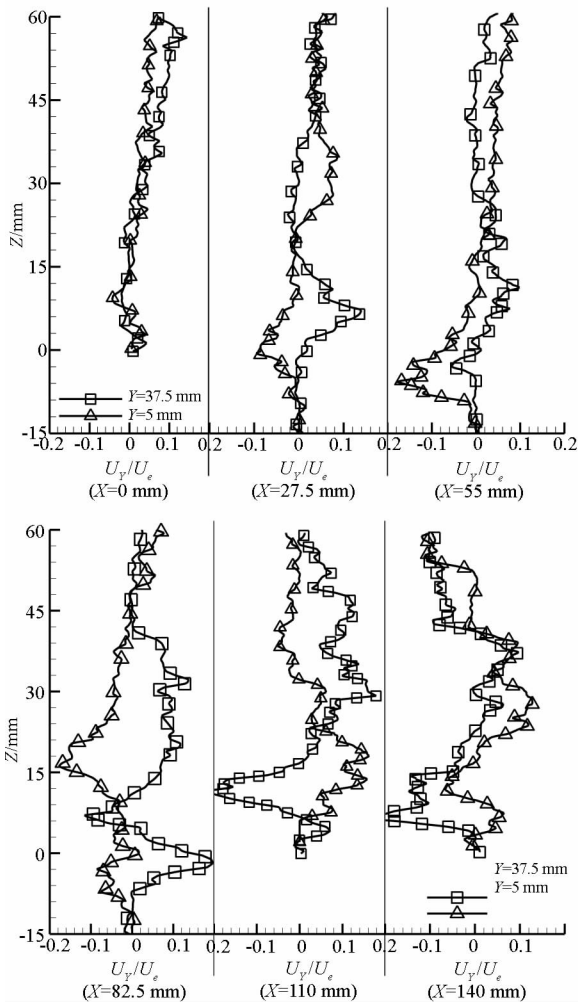 60
45
30
15
0
-15
Z/mm
Y=37.5 mm
Y=5 mm
0.2 -0.1 0 0.1 0.2 -0.1 0 0.1 0.2 -0.1 0 0.1 0.2
U_Y/U_e U_Y/U_e U_Y/U_e
(X=0 mm) (X=27.5 mm) (X=55 mm)
60
45
30
15
0
-15
Z/mm
Y=37.5 mm
Y=5 mm
-0.2 -0.1 0 0.1 0.2 -0.1 0 0.1 0.2 -0.1 0 0.1 0.2
U_Y/U_e U_Y/U_e U_Y/U_e
(X=82.5 mm) (X=110 mm) (X=140 mm)